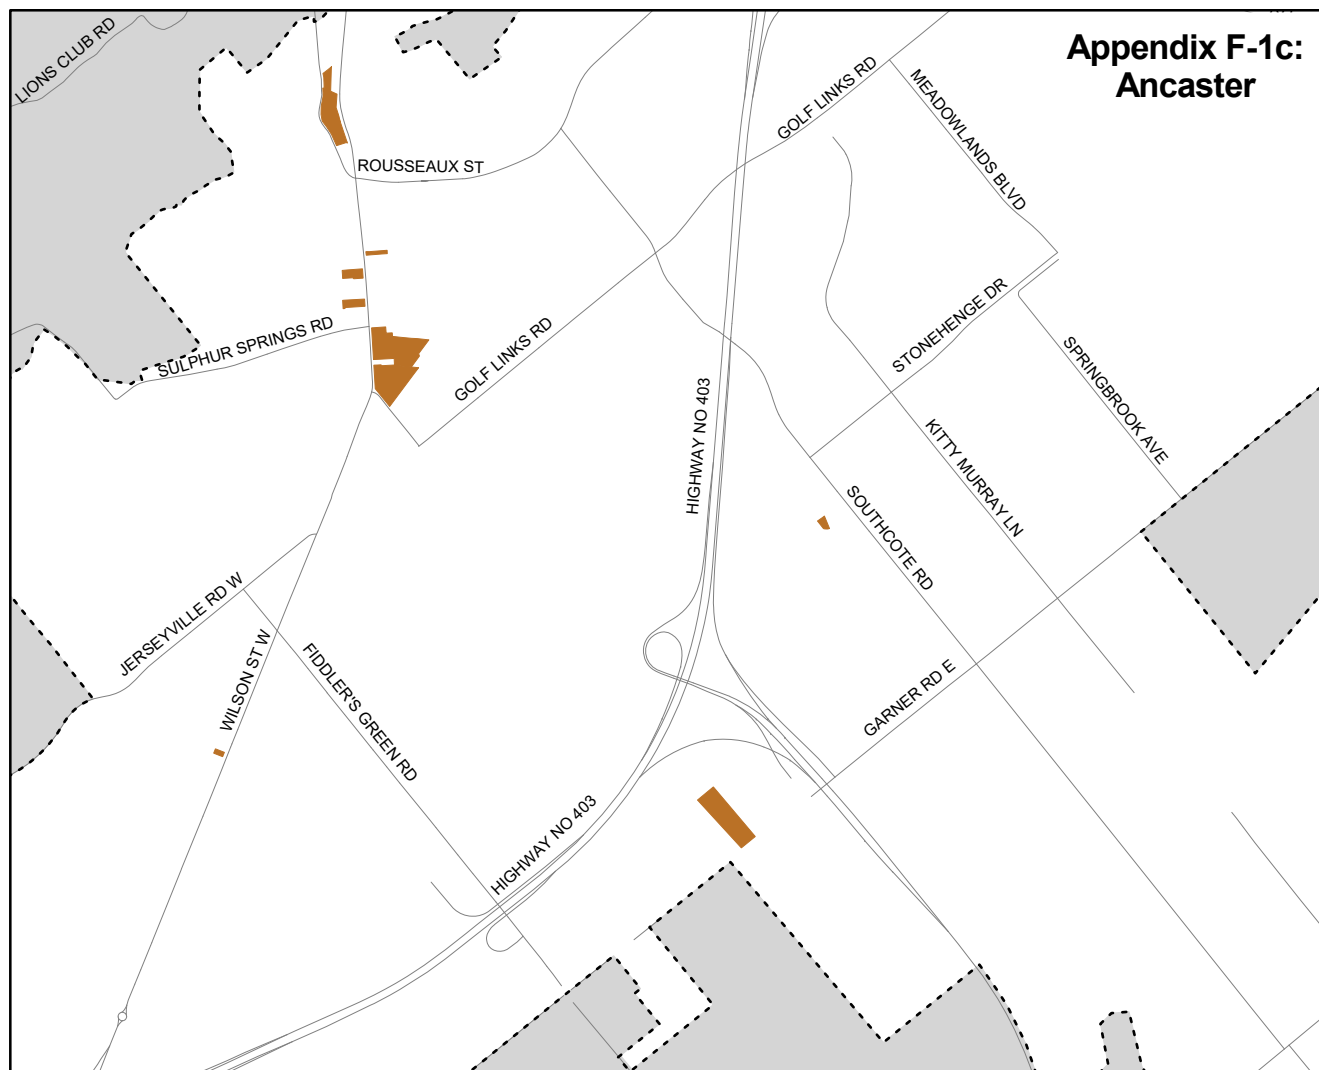 Appendix F-1c:
Ancaster
LIONS CLUB RD
GOLF LINKS RD
MEADOWLANDS BLVD
ROUSSEAUX ST
STONEHENGE DR
SULPHUR SPRINGS RD
GOLF LINKS RD
SPRINGBROOK AVE
HIGHWAY NO 403
KITTY MURRAY LN
SOUTHCOTE RD
JERSEYVILLE RD W
WILSON ST W
FIDDLER'S GREEN RD
GARNER RD E
HIGHWAY NO 403